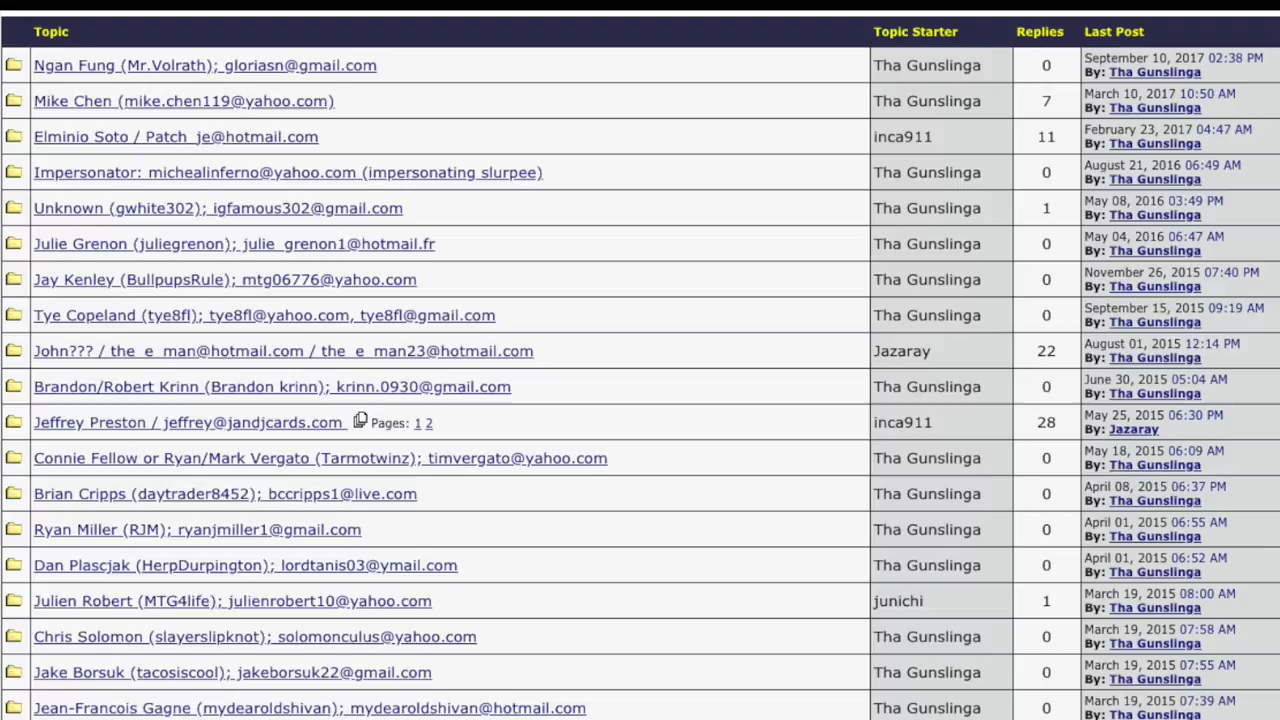 Topic Topic Starter Replies Last Post
Ngan Fung (Mr.Volrath); gloriasn@gmail.com Tha Gunslinga 0 September 10, 2017 02:38 PM
By: Tha Gunslinga
Mike Chen (mike.chen119@yahoo.com) Tha Gunslinga 7 March 10, 2017 10:50 AM
By: Tha Gunslinga
Elminio Soto / Patch_je@hotmail.com inca911 11 February 23, 2017 04:47 AM
By: Tha Gunslinga
Impersonator: michealinferno@yahoo.com (impersonating slurpee) Tha Gunslinga 0 August 21, 2016 06:49 AM
By: Tha Gunslinga
Unknown (gwhite302); igfamous302@gmail.com Tha Gunslinga 1 May 08, 2016 03:49 PM
By: Tha Gunslinga
Julie Grenon (juliegrenon); julie_grenon1@hotmail.fr Tha Gunslinga 0 May 04, 2016 06:47 AM
By: Tha Gunslinga
Jay Kenley (BullpupsRule); mtg06776@yahoo.com Tha Gunslinga 0 November 26, 2015 07:40 PM
By: Tha Gunslinga
Tye Copeland (tye8fl); tye8fl@yahoo.com, tye8fl@gmail.com Tha Gunslinga 0 September 15, 2015 09:19 AM
By: Tha Gunslinga
John??? / the_e_man@hotmail.com / the_e_man23@hotmail.com Jazaray 22 August 01, 2015 12:14 PM
By: Tha Gunslinga
Brandon/Robert Krinn (Brandon krinn); krinn.0930@gmail.com Tha Gunslinga 0 June 30, 2015 05:04 AM
By: Tha Gunslinga
Jeffrey Preston / jeffrey@jandjcards.com Pages: 1 2 inca911 28 May 25, 2015 06:30 PM
By: Jazaray
Connie Fellow or Ryan/Mark Vergato (Tarmotwinz); timvergato@yahoo.com Tha Gunslinga 0 May 18, 2015 06:09 AM
By: Tha Gunslinga
Brian Cripps (daytrader8452); bccripps1@live.com Tha Gunslinga 0 April 08, 2015 06:37 PM
By: Tha Gunslinga
Ryan Miller (RJM); ryanjmiller1@gmail.com Tha Gunslinga 0 April 01, 2015 06:55 AM
By: Tha Gunslinga
Dan Plascjak (HerpDurpington); lordtanis03@ymail.com Tha Gunslinga 0 April 01, 2015 06:52 AM
By: Tha Gunslinga
Julien Robert (MTG4life); julienrobert10@yahoo.com junichi 1 March 19, 2015 08:00 AM
By: Tha Gunslinga
Chris Solomon (slayerslipknot); solomonculus@yahoo.com Tha Gunslinga 0 March 19, 2015 07:58 AM
By: Tha Gunslinga
Jake Borsuk (tacosiscool); jakeborsuk22@gmail.com Tha Gunslinga 0 March 19, 2015 07:55 AM
By: Tha Gunslinga
Jean-Francois Gagne (mydearoldshivan); mydearoldshivan@hotmail.com Tha Gunslinga 0 March 19, 2015 07:39 AM
By: Tha Gunslinga